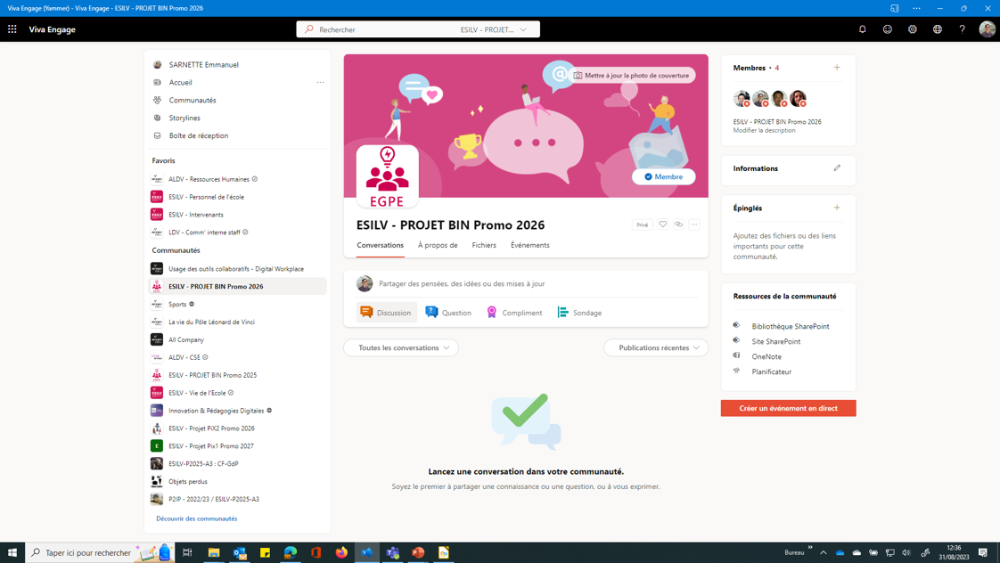 Viva Engage (Yammer) - Viva Engage - ESILV - PROJET BIN Promo 2026
Viva Engage
Rechercher
ESILV - PROJET...
SARNETTE Emmanuel
Accueil
Communautés
Storylines
Boîte de réception
Favoris
ALDV - Ressources Humaines
ESILV - Personnel de l'école
ESILV - Intervenants
LDV - Comm' interne staff
Communautés
Usage des outils collaboratifs - Digital Workplace
ESILV - PROJET BIN Promo 2026
Sports
La vie du Pôle Léonard de Vinci
All Company
ALDV - CSE
ESILV - PROJET BIN Promo 2025
ESILV - Vie de l'Ecole
Innovation & Pédagogies Digitales
ESILV - Projet PiX2 Promo 2026
E
ESILV - Projet Pix1 Promo 2027
ESILV-P2025-A3 : CF-GdP
Objets perdus
P2IP - 2022/23 / ESILV-P2025-A3
Découvrir des communautés
Mettre à jour la photo de couverture
Membre
EGPE
ESILV - PROJET BIN Promo 2026
Privé
Conversations
À propos de
Fichiers
Événements
Partager des pensées, des idées ou des mises à jour
Discussion
Question
Compliment
Sondage
Toutes les conversations
Publications récentes
Lancez une conversation dans votre communauté.
Soyez le premier à partager une connaissance ou une question, ou à vous exprimer.
Membres · 4
ESILV - PROJET BIN Promo 2026
Modifier la description
Informations
Épinglés
Ajoutez des fichiers ou des liens
importants pour cette
communauté.
Ressources de la communauté
Bibliothèque SharePoint
Site SharePoint
OneNote
Planificateur
Créer un événement en direct
Taper ici pour rechercher
Bureau
12:36
31/08/2023